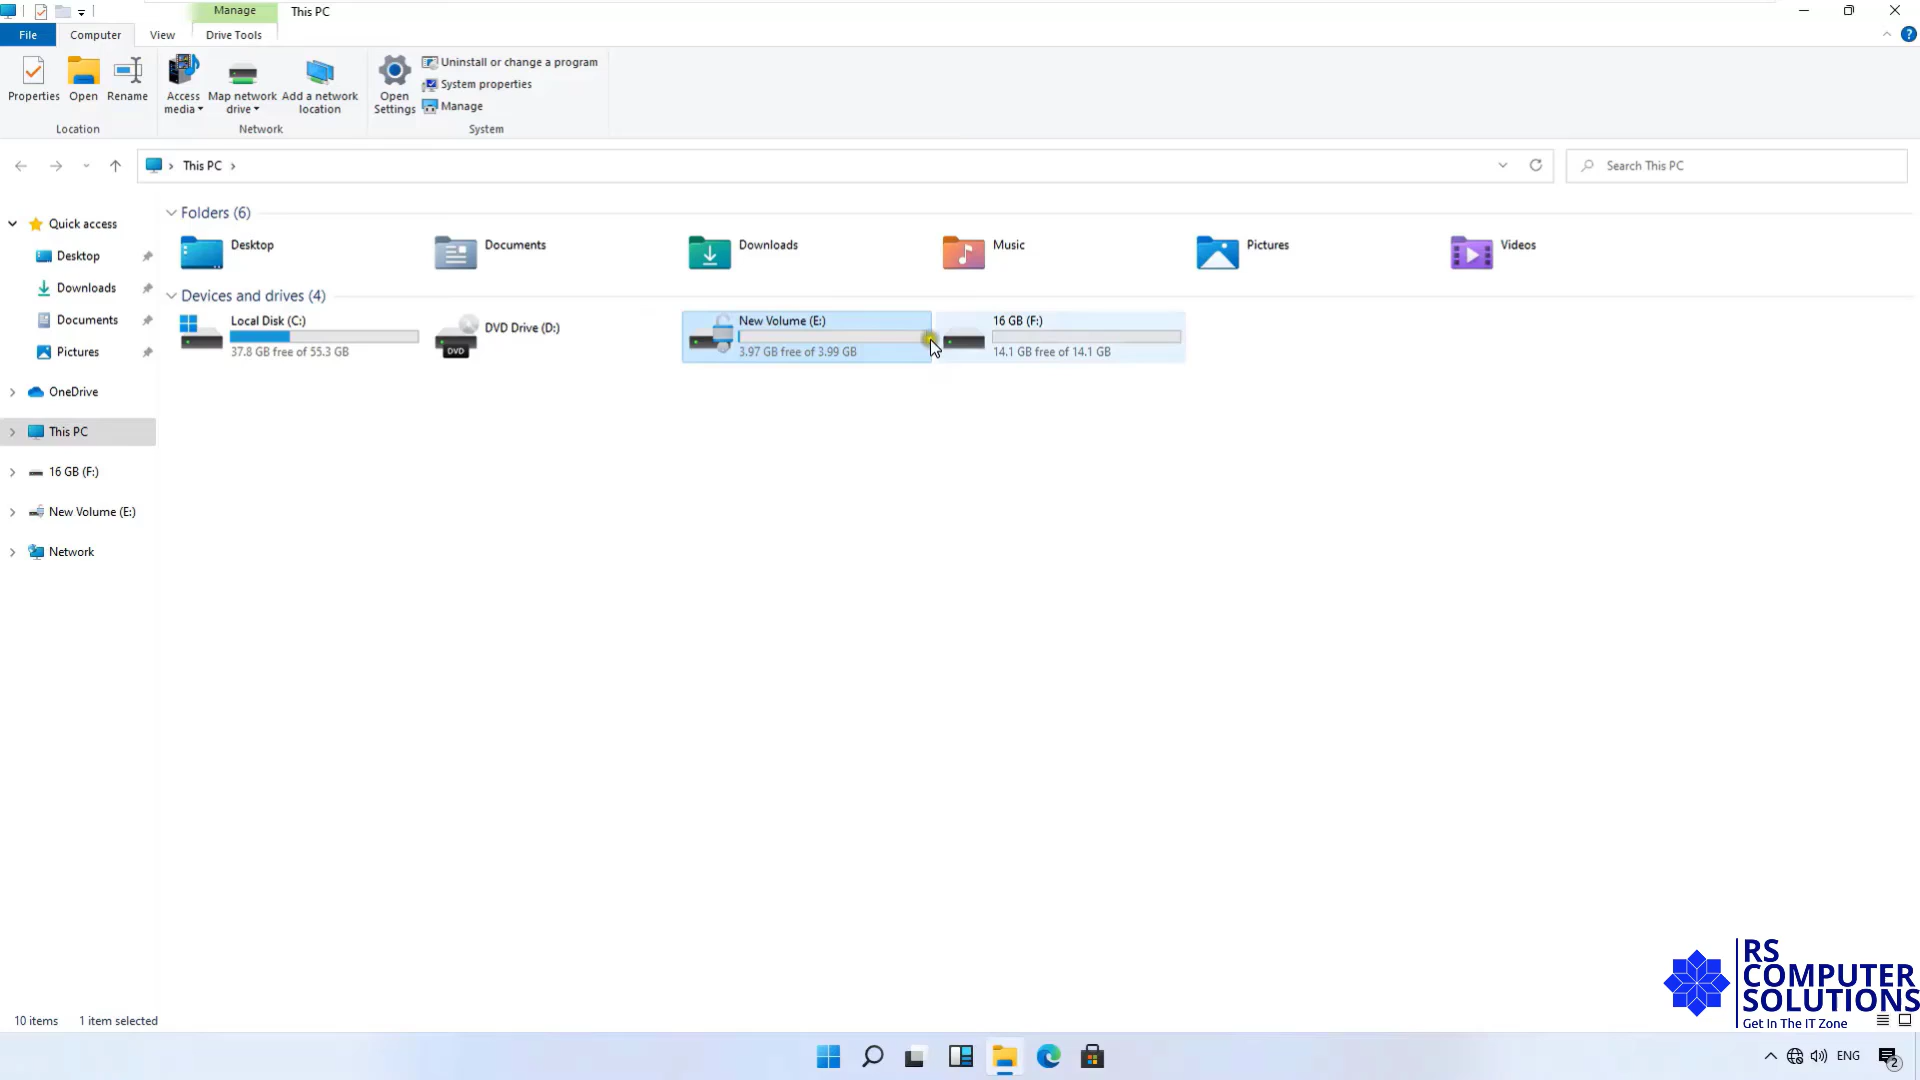 Manage
This PC
File
Computer
View
Drive Tools
Properties
Open
Rename
Access media
Map network drive
Add a network location
Open Settings
Uninstall or change a program
System properties
Manage
Location
Network
System
This PC
Search This PC
Quick access
Desktop
Downloads
Documents
Pictures
OneDrive
This PC
16 GB (F:)
New Volume (E:)
Network
Folders (6)
Desktop
Documents
Downloads
Music
Pictures
Videos
Devices and drives (4)
Local Disk (C:)
37.8 GB free of 55.3 GB
DVD Drive (D:)
DVD
New Volume (E:)
3.97 GB free of 3.99 GB
16 GB (F:)
14.1 GB free of 14.1 GB
RS
COMPUTER
SOLUTIONS
Get In The IT Zone
10 items
1 item selected
ENG
2